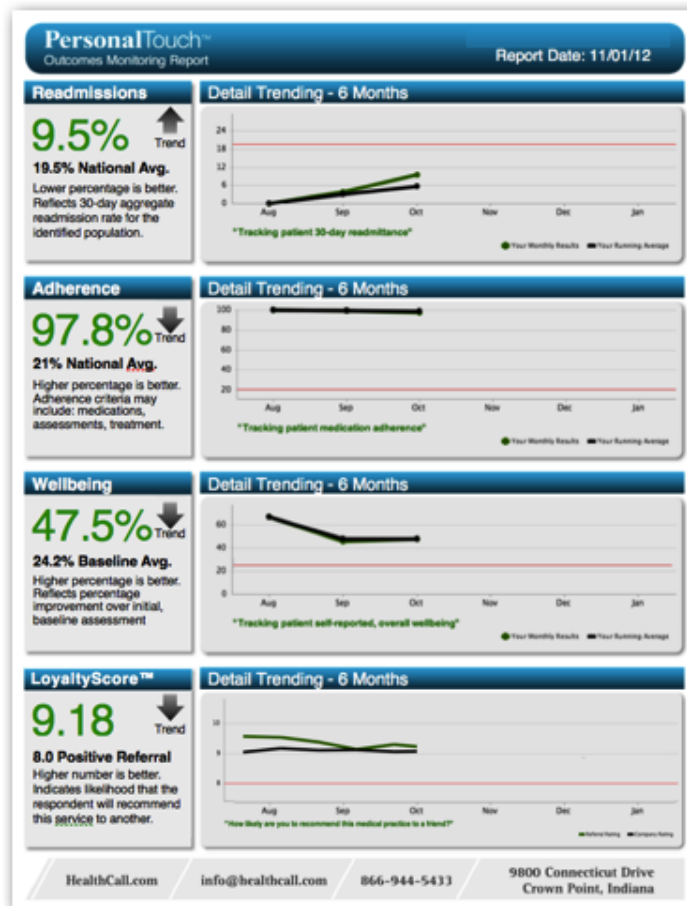 PersonalTouch™
Outcomes Monitoring Report
Report Date: 11/01/12
Readmissions
9.5%
Trend
19.5% National Avg.
Lower percentage is better.
Reflects 30-day aggregate
readmission rate for the
identified population.
Detail Trending - 6 Months
24
18
12
6
0
Aug Sep Oct Nov Dec Jan
"Tracking patient 30-day readmittance"
Your Monthly Results Your Running Average
Adherence
97.8%
Trend
21% National Avg.
Higher percentage is better.
Adherence criteria may
include: medications,
assessments, treatment.
Detail Trending - 6 Months
100
80
60
40
20
Aug Sep Oct Nov Dec Jan
"Tracking patient medication adherence"
Your Monthly Results Your Running Average
Wellbeing
47.5%
Trend
24.2% Baseline Avg.
Higher percentage is better.
Reflects percentage
improvement over initial,
baseline assessment
Detail Trending - 6 Months
60
40
20
0
Aug Sep Oct Nov Dec Jan
"Tracking patient self-reported, overall wellbeing"
Your Monthly Results Your Running Average
LoyaltyScore™
9.18
Trend
8.0 Positive Referral
Higher number is better.
Indicates likelihood that the
respondent will recommend
this service to another.
Detail Trending - 6 Months
10
9
8
Aug Sep Oct Nov Dec Jan
"How likely are you to recommend this medical practice to a friend?"
Referral Rating Company Rating
HealthCall.com
info@healthcall.com
866-944-5433
9800 Connecticut Drive
Crown Point, Indiana